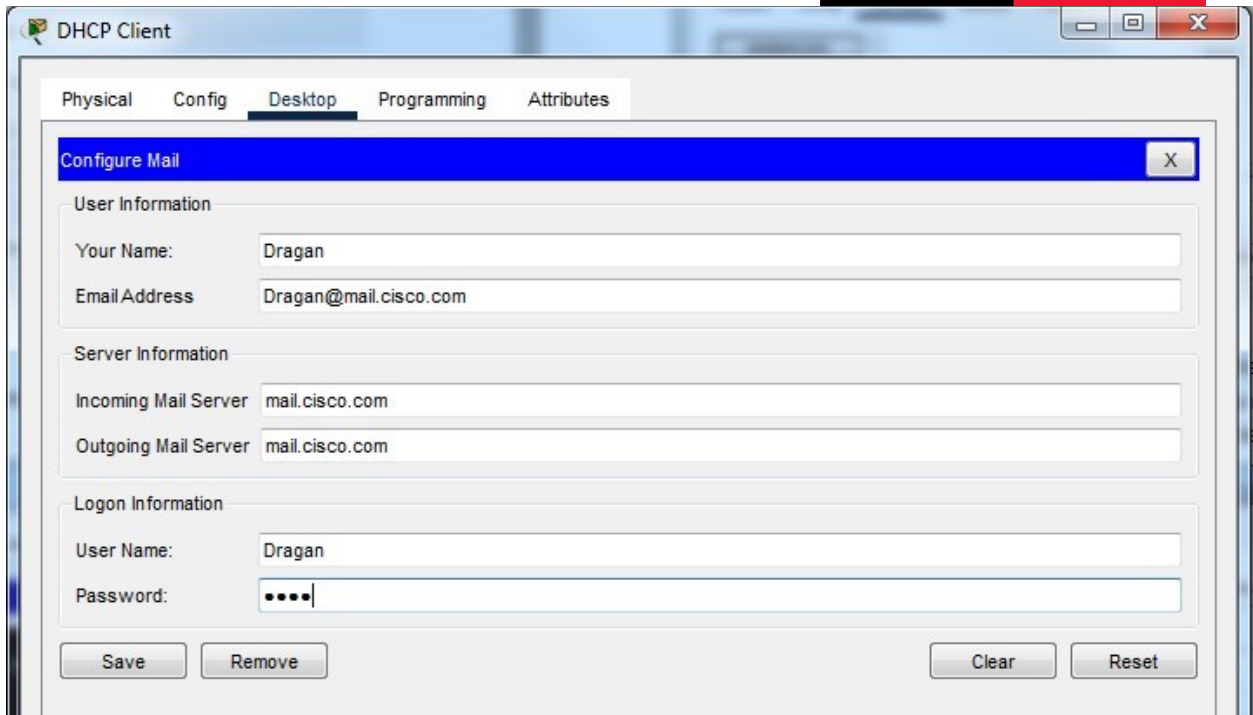 DHCP Client
Physical Config Desktop Programming Attributes
Configure Mail X
User Information
Your Name: Dragan
Email Address Dragan@mail.cisco.com
Server Information
Incoming Mail Server mail.cisco.com
Outgoing Mail Server mail.cisco.com
Logon Information
User Name: Dragan
Password: ••••
Save Remove Clear Reset